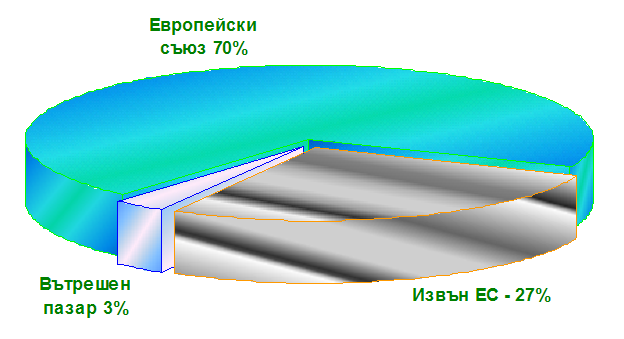 Европейски
съюз 70%
Вътрешен
пазар 3%
Извън ЕС - 27%